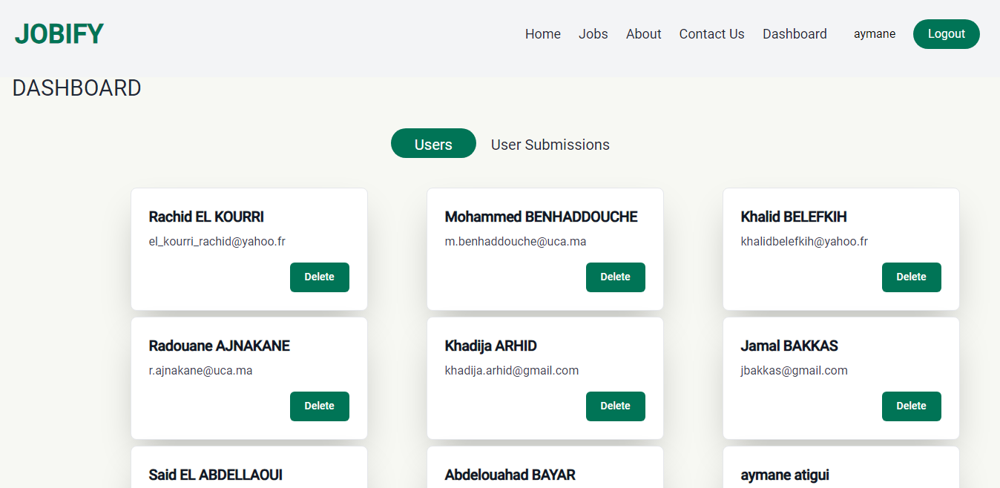 JOBIFY
Home Jobs About Contact Us Dashboard aymane Logout
DASHBOARD
Users User Submissions
Rachid EL KOURRI
el_kourri_rachid@yahoo.fr
Delete
Mohammed BENHADDOUCHE
m.benhaddouche@uca.ma
Delete
Khalid BELEFKIH
khalidbelefkih@yahoo.fr
Delete
Radouane AJNAKANE
r.ajnakane@uca.ma
Delete
Khadija ARHID
khadija.arhid@gmail.com
Delete
Jamal BAKKAS
jbakkas@gmail.com
Delete
Said EL ABDELLAOUI
Abdelouahad BAYAR
aymane atigui